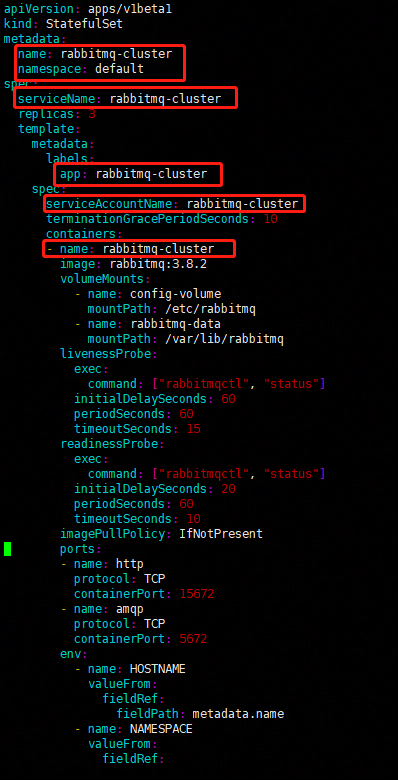 apiVersion: apps/v1beta1
kind: StatefulSet
metadata:
  name: rabbitmq-cluster
  namespace: default
spec:
  serviceName: rabbitmq-cluster
  replicas: 3
  template:
    metadata:
      labels:
        app: rabbitmq-cluster
    spec:
      serviceAccountName: rabbitmq-cluster
      terminationGracePeriodSeconds: 10
      containers:
      - name: rabbitmq-cluster
        image: rabbitmq:3.8.2
        volumeMounts:
          - name: config-volume
            mountPath: /etc/rabbitmq
          - name: rabbitmq-data
            mountPath: /var/lib/rabbitmq
        livenessProbe:
          exec:
            command: ["rabbitmqctl", "status"]
          initialDelaySeconds: 60
          periodSeconds: 60
          timeoutSeconds: 15
        readinessProbe:
          exec:
            command: ["rabbitmqctl", "status"]
          initialDelaySeconds: 20
          periodSeconds: 60
          timeoutSeconds: 10
        imagePullPolicy: IfNotPresent
        ports:
        - name: http
          protocol: TCP
          containerPort: 15672
        - name: amqp
          protocol: TCP
          containerPort: 5672
        env:
          - name: HOSTNAME
            valueFrom:
              fieldRef:
                fieldPath: metadata.name
          - name: NAMESPACE
            valueFrom:
              fieldRef: